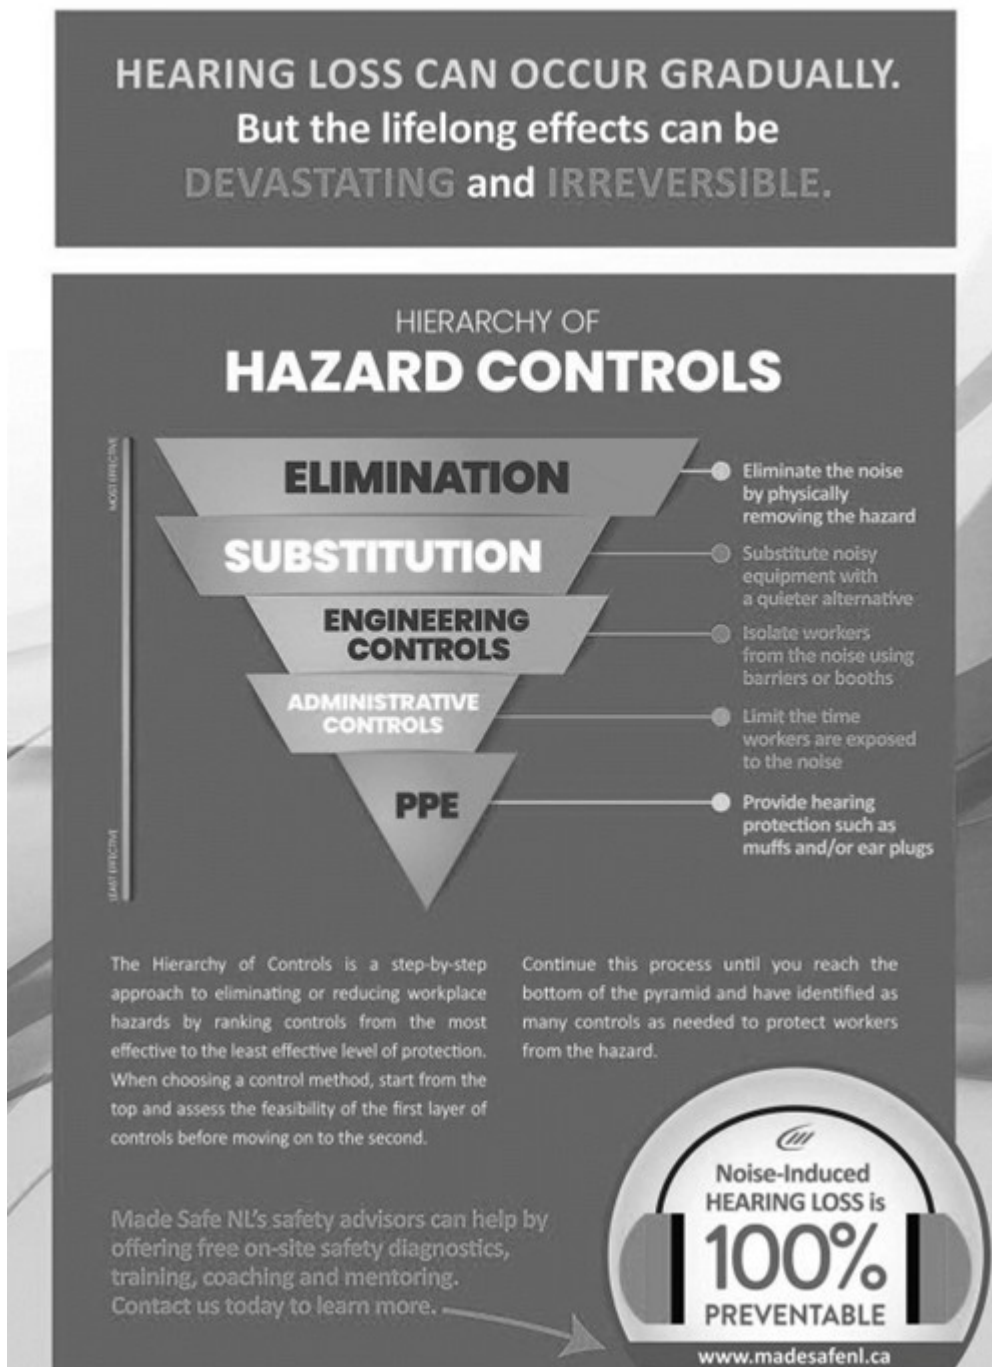 HEARING LOSS CAN OCCUR GRADUALLY.
But the lifelong effects can be
DEVASTATING and IRREVERSIBLE.
HIERARCHY OF
HAZARD CONTROLS
MOST EFFECTIVE
LEAST EFFECTIVE
ELIMINATION
Eliminate the noise
by physically
removing the hazard
SUBSTITUTION
Substitute noisy
equipment with
a quieter alternative
ENGINEERING
CONTROLS
Isolate workers
from the noise using
barriers or booths
ADMINISTRATIVE
CONTROLS
Limit the time
workers are exposed
to the noise
PPE
Provide hearing
protection such as
muffs and/or ear plugs
The Hierarchy of Controls is a step-by-step
approach to eliminating or reducing workplace
hazards by ranking controls from the most
effective to the least effective level of protection.
When choosing a control method, start from the
top and assess the feasibility of the first layer of
controls before moving on to the second.
Continue this process until you reach the
bottom of the pyramid and have identified as
many controls as needed to protect workers
from the hazard.
Made Safe NL's safety advisors can help by
offering free on-site safety diagnostics,
training, coaching and mentoring.
Contact us today to learn more.
Noise-Induced
HEARING LOSS is
100%
PREVENTABLE
www.madesafenl.ca